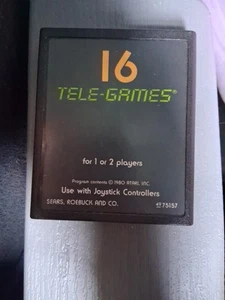 16
TELE-GAMES®
for 1 or 2 players
Program contents © 1980 ATARI, INC.
Use with Joystick Controllers
SEARS, ROEBUCK AND CO.
75157